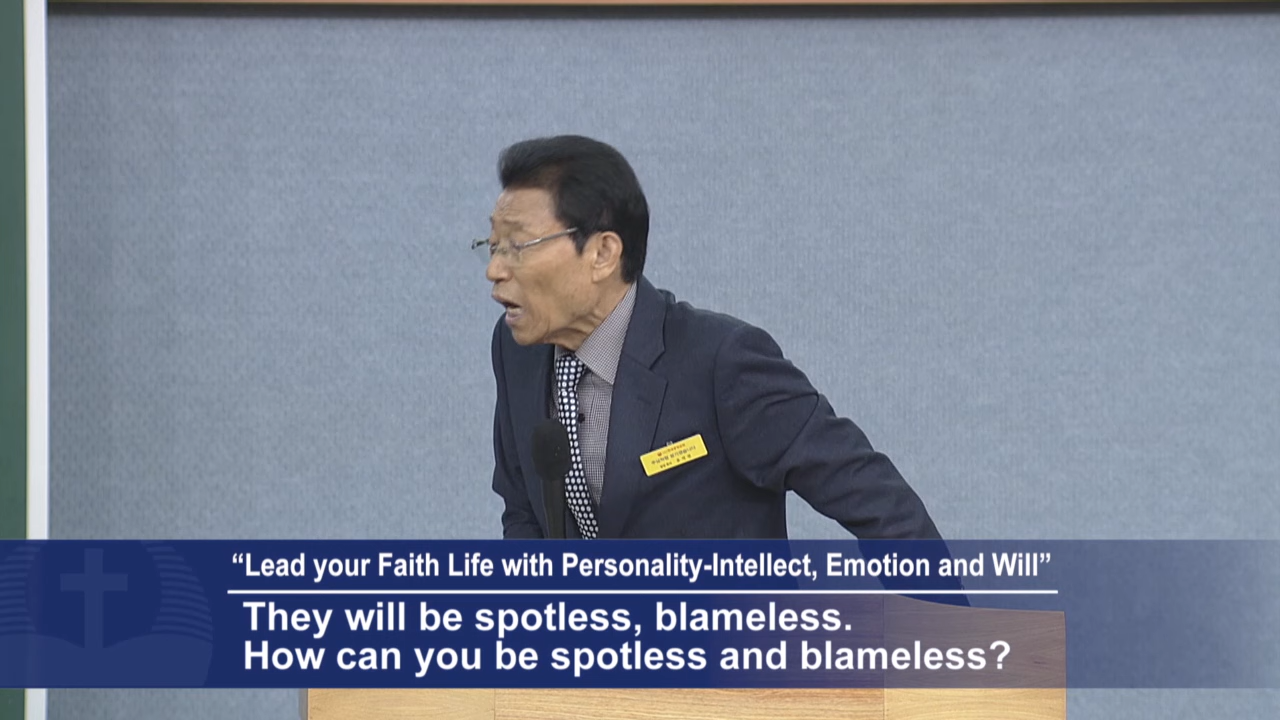 “Lead your Faith Life with Personality-Intellect, Emotion and Will”
They will be spotless, blameless.
How can you be spotless and blameless?